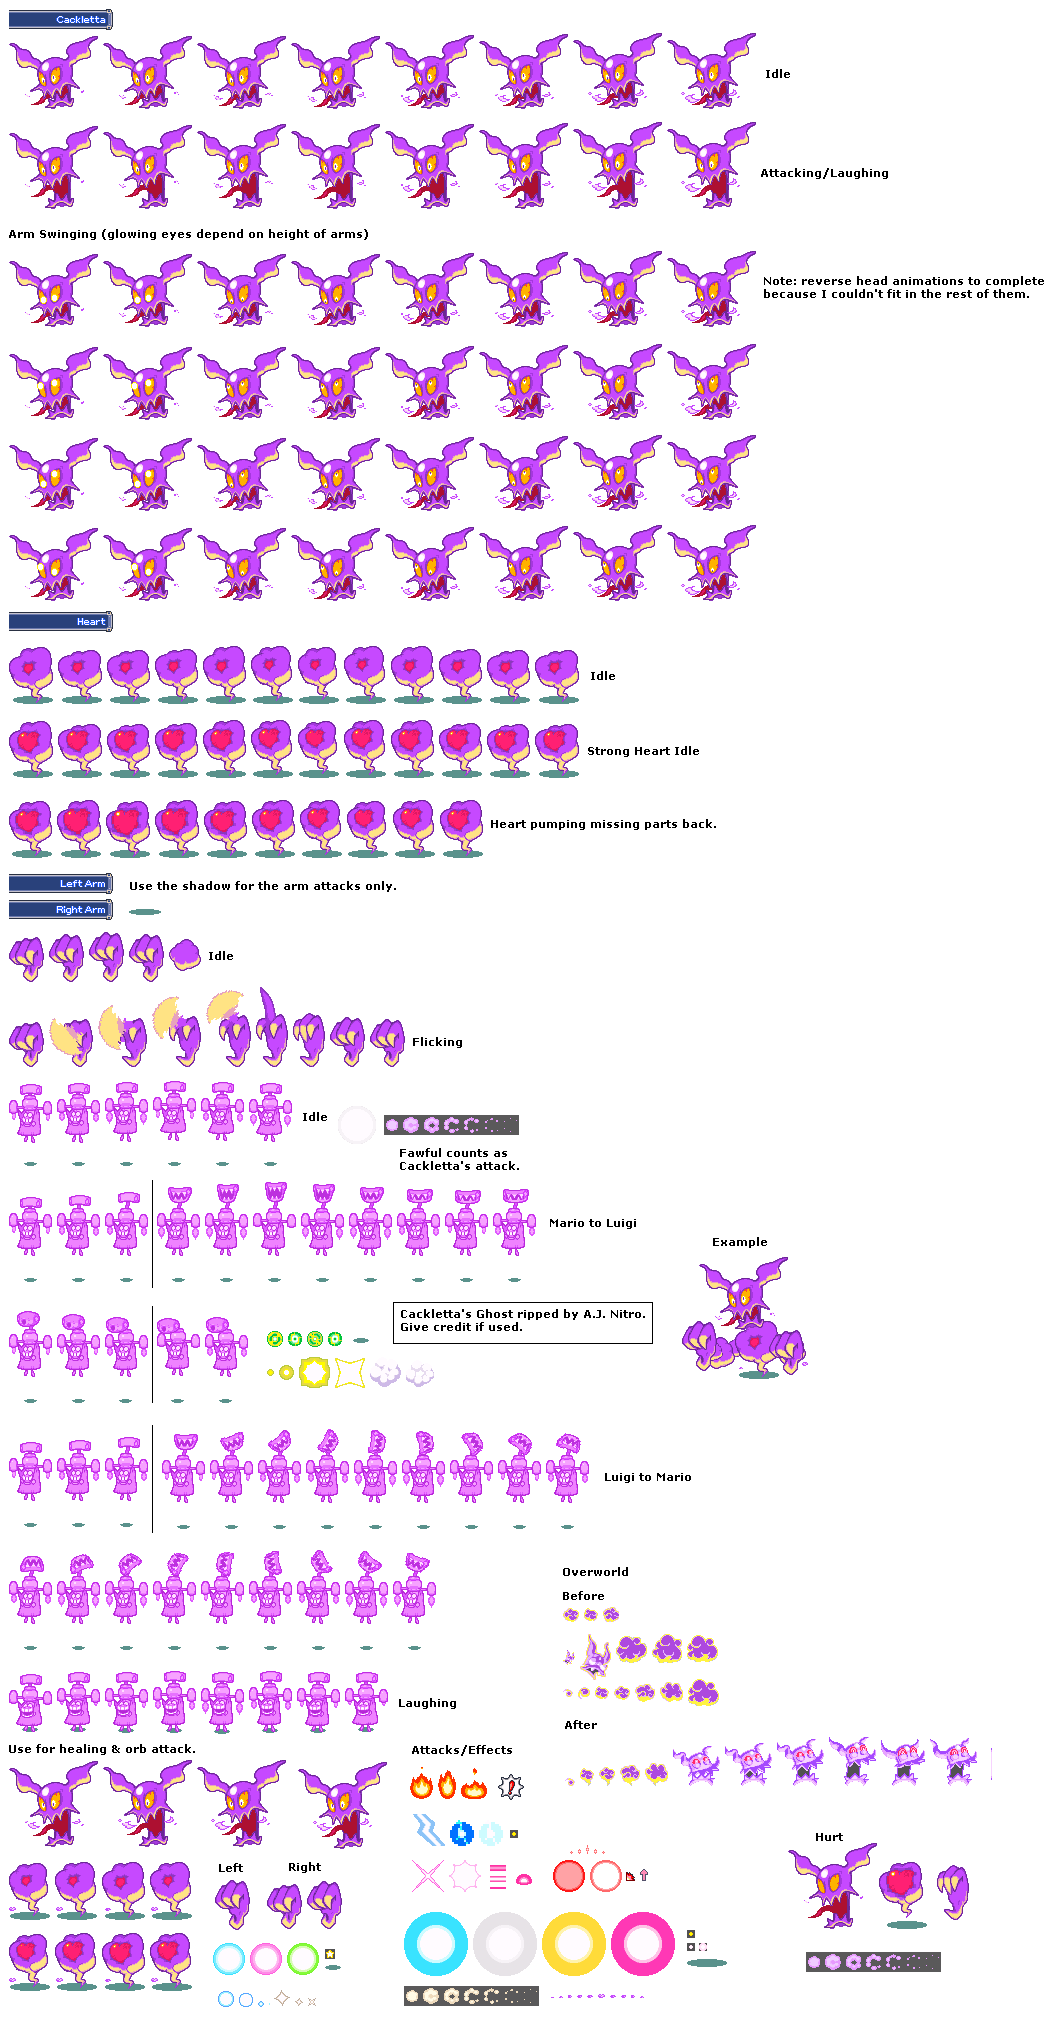 Cackletta
Idle
Attacking/Laughing
Arm Swinging (glowing eyes depend on height of arms)
Note: reverse head animations to complete
because I couldn't fit in the rest of them.
Heart
Idle
Strong Heart Idle
Heart pumping missing parts back.
Left Arm
Use the shadow for the arm attacks only.
Right Arm
Idle
Flicking
Idle
Fawful counts as
Cackletta's attack.
Mario to Luigi
Example
Cackletta's Ghost ripped by A.J. Nitro.
Give credit if used.
Luigi to Mario
Overworld
Before
Laughing
After
Use for healing & orb attack.
Attacks/Effects
Hurt
Left
Right